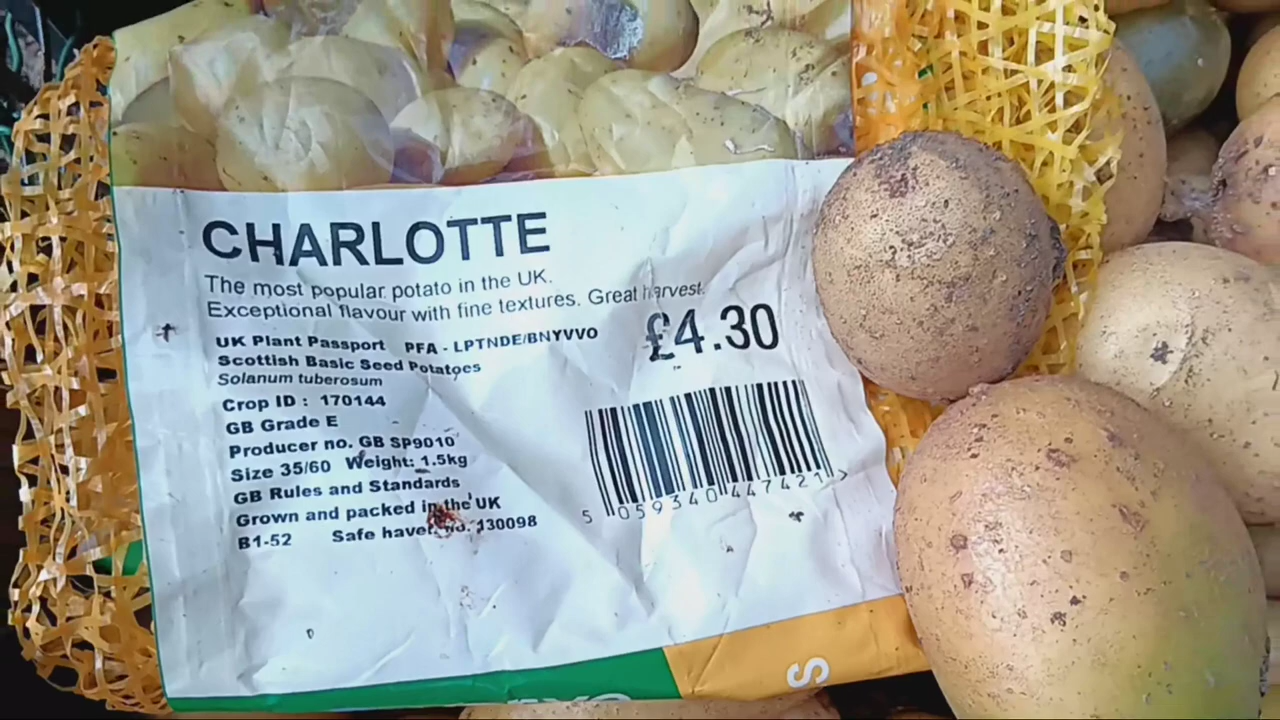 CHARLOTTE
The most popular potato in the UK.
Exceptional flavour with fine textures. Great harvest.
£4.30
UK Plant Passport PFA - LPTNDE/BNYVVO
Scottish Basic Seed Potatoes
Solanum tuberosum
Crop ID : 170144
GB Grade E
Producer no. GB SP9010
Size 35/60 Weight: 1.5kg
GB Rules and Standards
Grown and packed in the UK
B1-52 Safe haven no. 130098
5 059340 447421 >
S